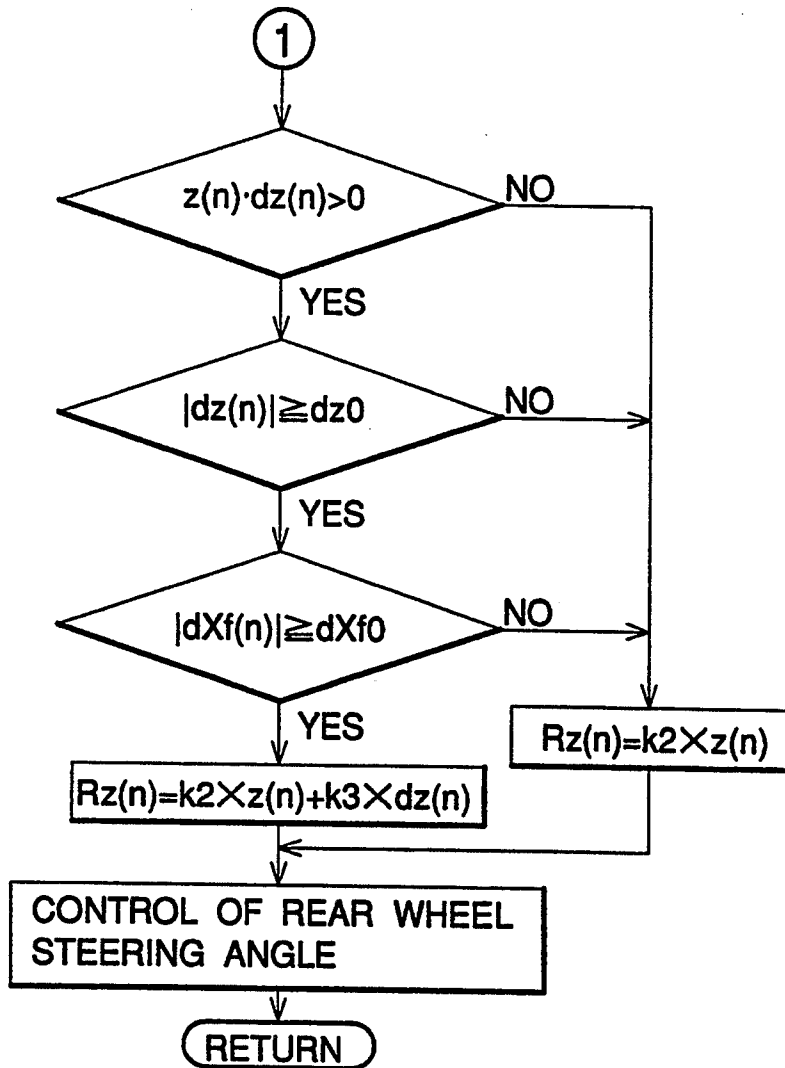 1
z(n)·dz(n)>0
NO
YES
|dz(n)|≧dz0
NO
YES
|dXf(n)|≧dXf0
NO
YES
Rz(n)=k2×z(n)
Rz(n)=k2×z(n)+k3×dz(n)
CONTROL OF REAR WHEEL
STEERING ANGLE
RETURN